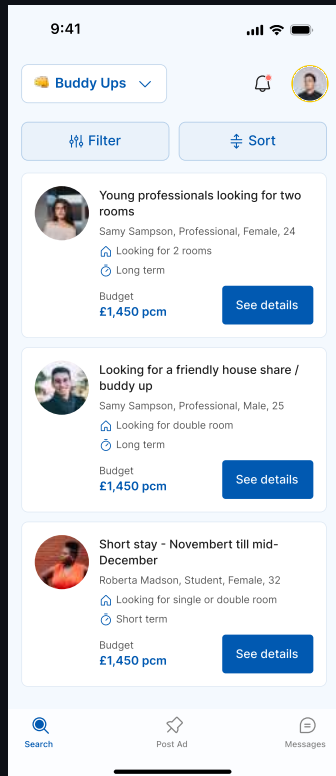 9:41
Buddy Ups
Filter
Sort
Young professionals looking for two
rooms
Samy Sampson, Professional, Female, 24
Looking for 2 rooms
Long term
Budget
£1,450 pcm
See details
Looking for a friendly house share /
buddy up
Samy Sampson, Professional, Male, 25
Looking for double room
Long term
Budget
£1,450 pcm
See details
Short stay - Novembert till mid-
December
Roberta Madson, Student, Female, 32
Looking for single or double room
Short term
Budget
£1,450 pcm
See details
Search
Post Ad
Messages